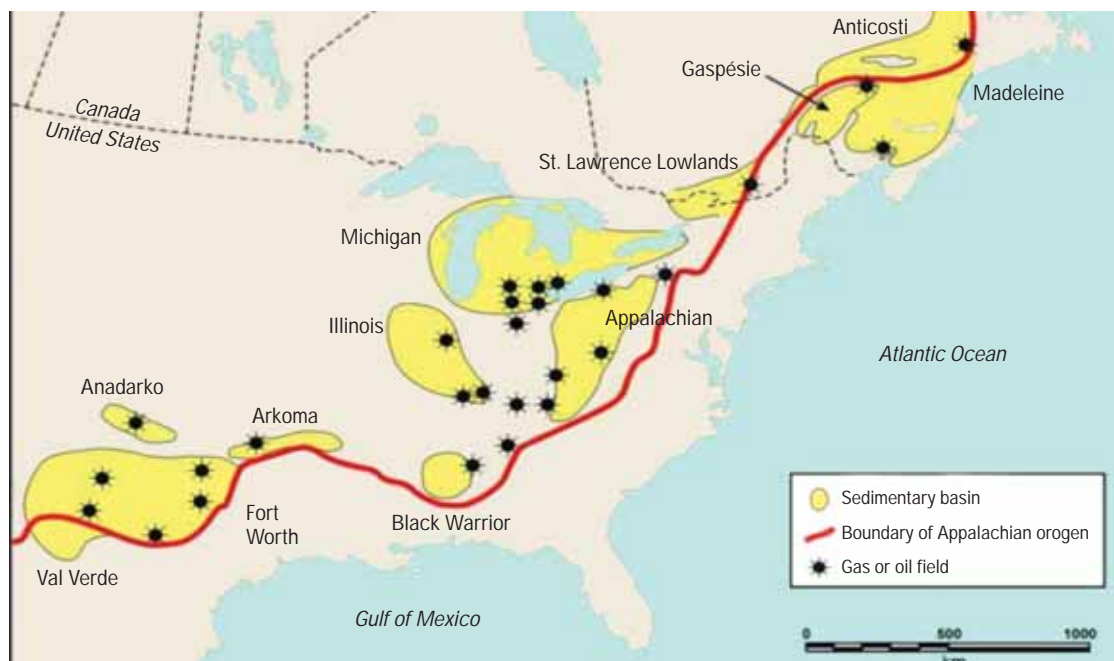 Anticosti
Gaspésie
Madeleine
Canada
United States
St. Lawrence Lowlands
Michigan
Illinois
Appalachian
Atlantic Ocean
Anadarko
Arkoma
Fort
Worth
Black Warrior
Val Verde
Gulf of Mexico
Sedimentary basin
Boundary of Appalachian orogen
Gas or oil field
0 500 1000
km